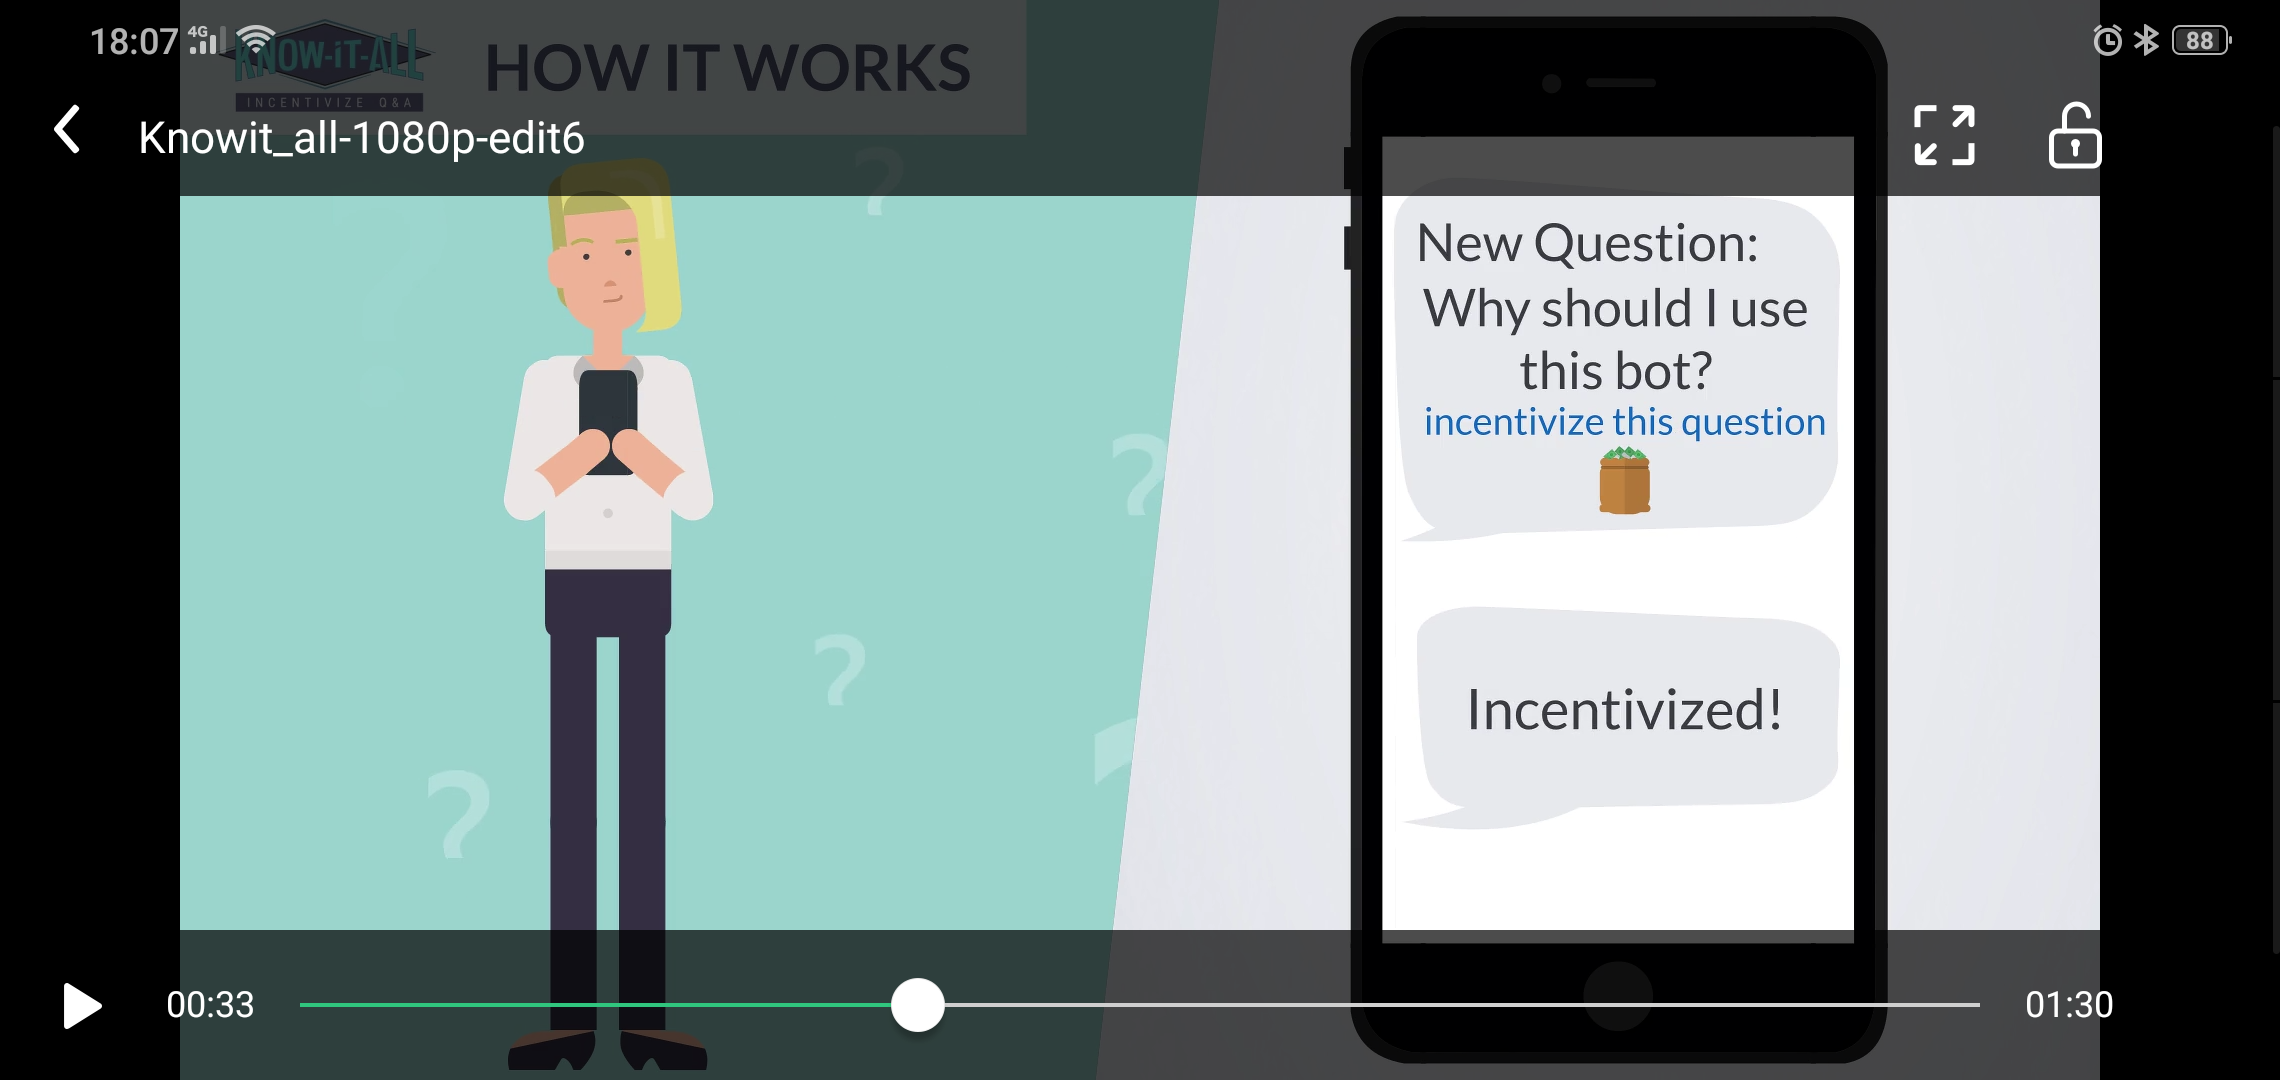 18:07 4G 88
KNOW-iT-ALL
INCENTIVIZE Q&A
HOW IT WORKS
Knowit_all-1080p-edit6
New Question:
Why should I use
this bot?
incentivize this question
Incentivized!
00:33 01:30